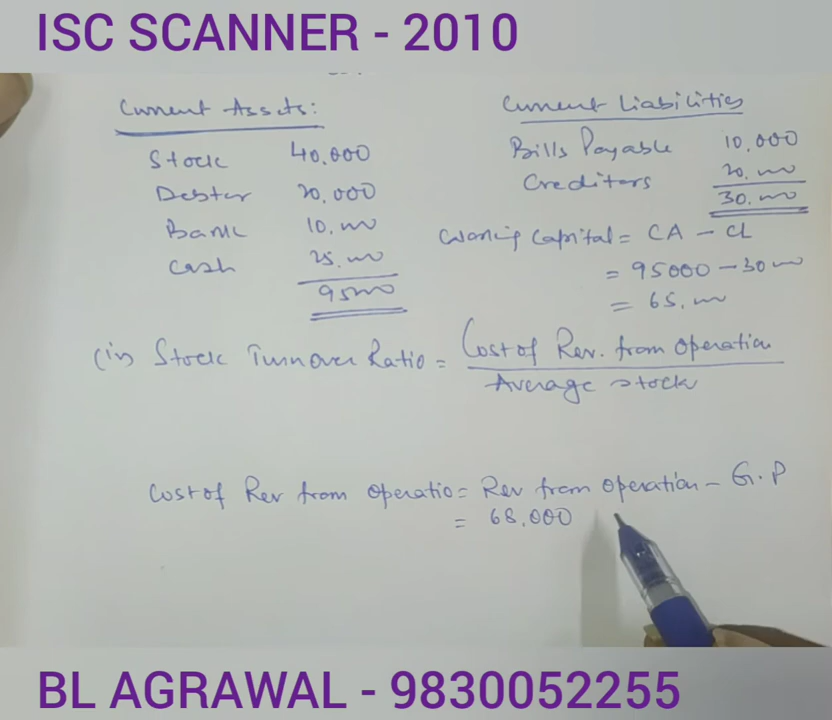 ISC SCANNER - 2010
Current Assets:
Stock 40,000
Debtor 20,000
Bank 10,000
Cash 25,000
95000
Current Liabilities
Bills Payable 10,000
Creditors 20,000
30,000
Working Capital = CA - CL
= 95000 - 30000
= 65,000
(iv) Stock Turnover Ratio = Cost of Rev. from Operation
Average stock
Cost of Rev from operatio = Rev from operation - G.P
= 68,000
BL AGRAWAL - 9830052255